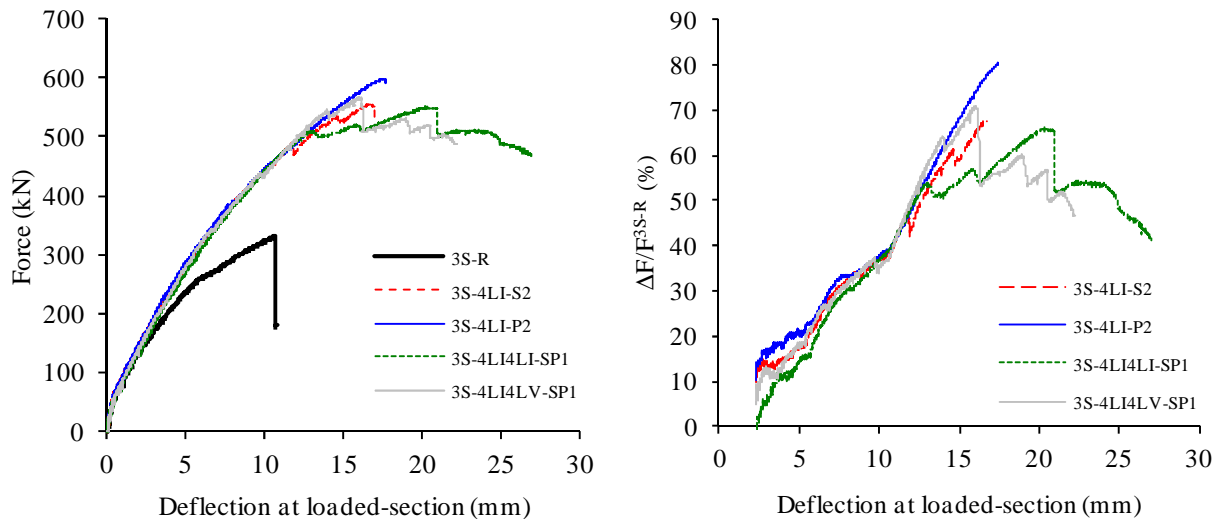 700
600
500
400
300
200
100
0
Force (kN)
3S-R
3S-4LI-S2
3S-4LI-P2
3S-4LI4LI-SP1
3S-4LI4LV-SP1
0 5 10 15 20 25 30
Deflection at loaded-section (mm)
90
80
70
60
50
40
30
20
10
0
ΔF/F³ˢ⁻ᴿ (%)
3S-4LI-S2
3S-4LI-P2
3S-4LI4LI-SP1
3S-4LI4LV-SP1
0 5 10 15 20 25 30
Deflection at loaded-section (mm)